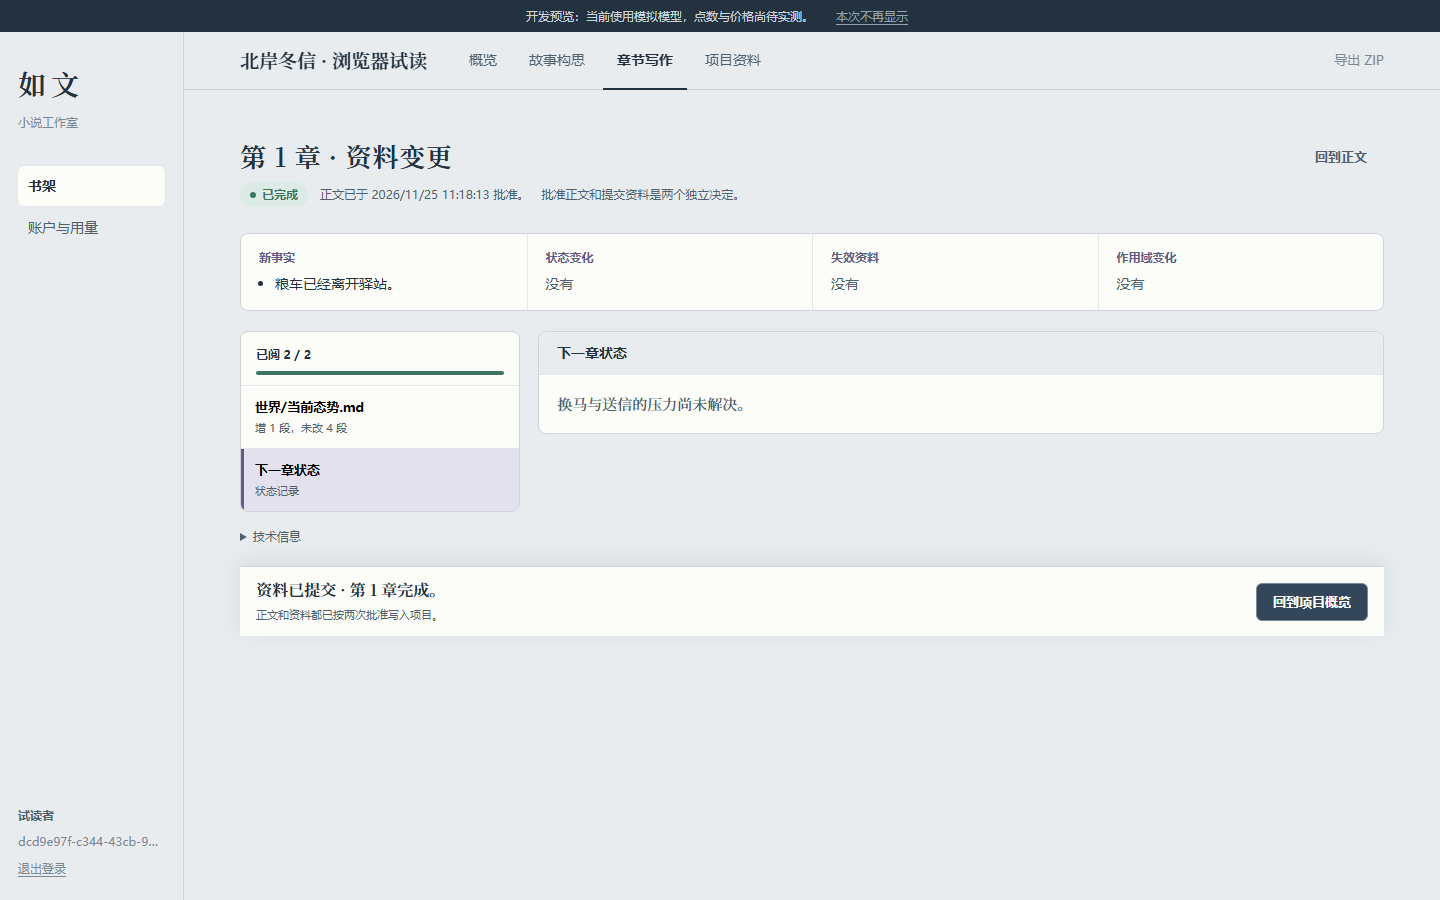 开发预览：当前使用模拟模型，点数与价格尚待实测。 本次不再显示
如文
小说工作室
书架
账户与用量
北岸冬信 · 浏览器试读 概览 故事构思 章节写作 项目资料 导出 ZIP
第 1 章 · 资料变更 回到正文
已完成 正文已于 2026/11/25 11:18:13 批准。 批准正文和提交资料是两个独立决定。
新事实 状态变化 失效资料 作用域变化
• 粮车已经离开驿站。 没有 没有 没有
已阅 2 / 2
世界/当前态势.md
增 1 段，未改 4 段
下一章状态
状态记录
下一章状态
换马与送信的压力尚未解决。
技术信息
资料已提交 · 第 1 章完成。
正文和资料都已按两次批准写入项目。
回到项目概览
试读者
dcd9e97f-c344-43cb-9...
退出登录